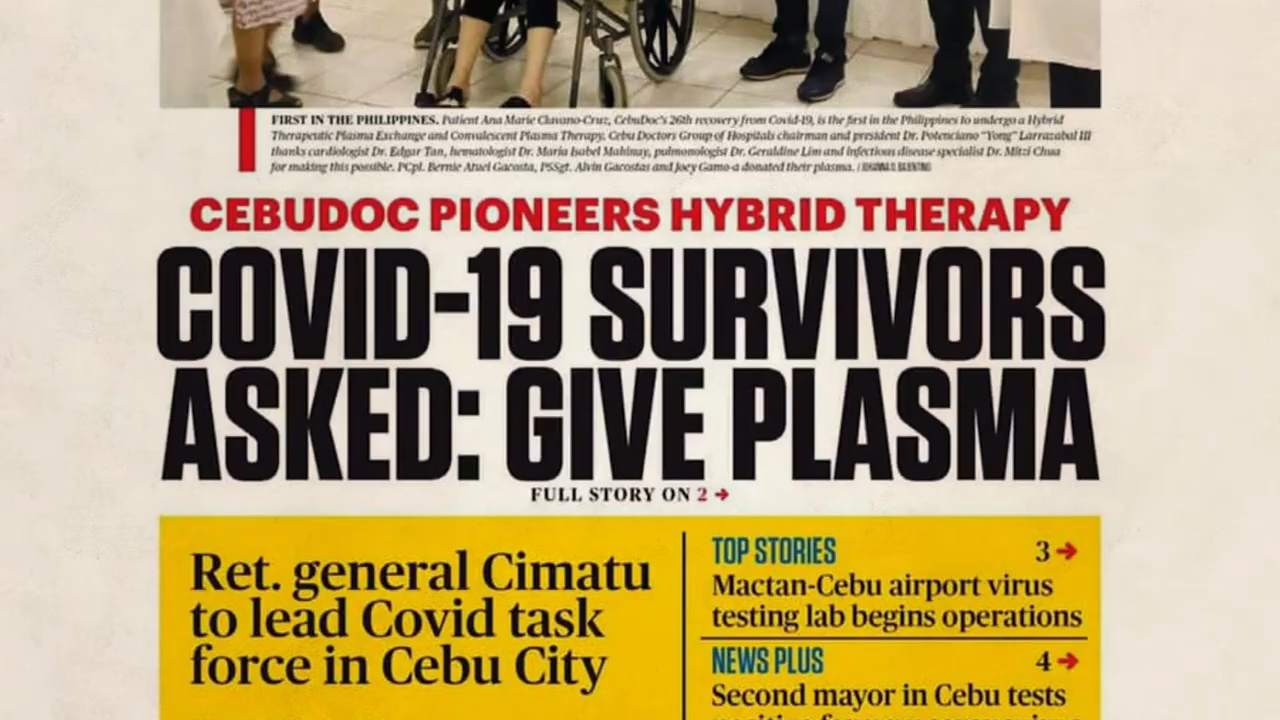 FIRST IN THE PHILIPPINES. Patient Ana Marie Clavano-Cruz, CebuDoc's 26th recovery from Covid-19, is the first in the Philippines to undergo a Hybrid
Therapeutic Plasma Exchange and Convalescent Plasma Therapy. Cebu Doctors Group of Hospitals chairman and president Dr. Potenciano "Yong" Larrazabal III
thanks cardiologist Dr. Edgar Tan, hematologist Dr. Maria Isabel Mahinay, pulmonologist Dr. Geraldine Lim and infectious disease specialist Dr. Mitzi Chua
for making this possible. PCpl. Bernie Atuel Gacosta, PSSgt. Alvin Gacostas and Joey Gamo-a donated their plasma. /
CEBUDOC PIONEERS HYBRID THERAPY
COVID-19 SURVIVORS
ASKED: GIVE PLASMA
FULL STORY ON 2 →
Ret. general Cimatu
to lead Covid task
force in Cebu City
TOP STORIES 3 →
Mactan-Cebu airport virus
testing lab begins operations
NEWS PLUS 4 →
Second mayor in Cebu tests